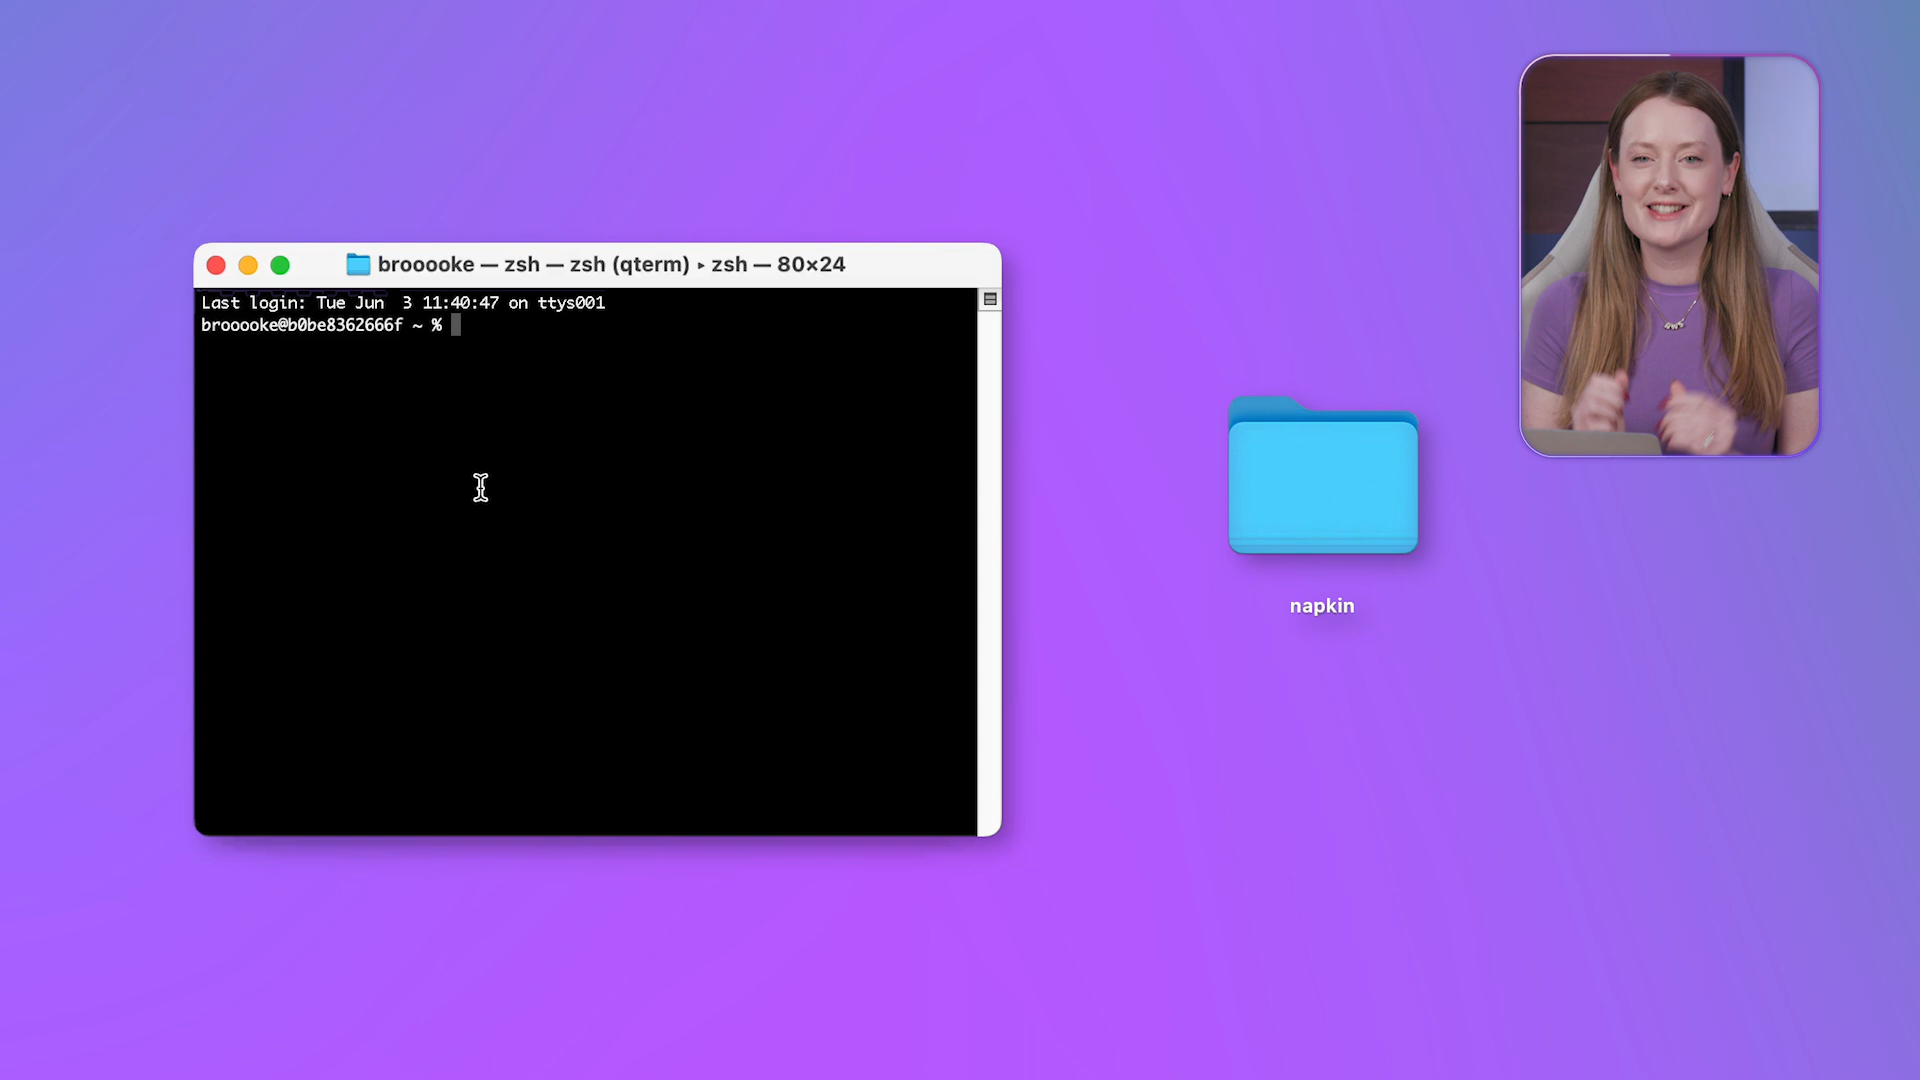 brooooke — zsh — zsh (qterm) ▸ zsh — 80×24
Last login: Tue Jun  3 11:40:47 on ttys001
brooooke@b0be8362666f ~ %
napkin
aws